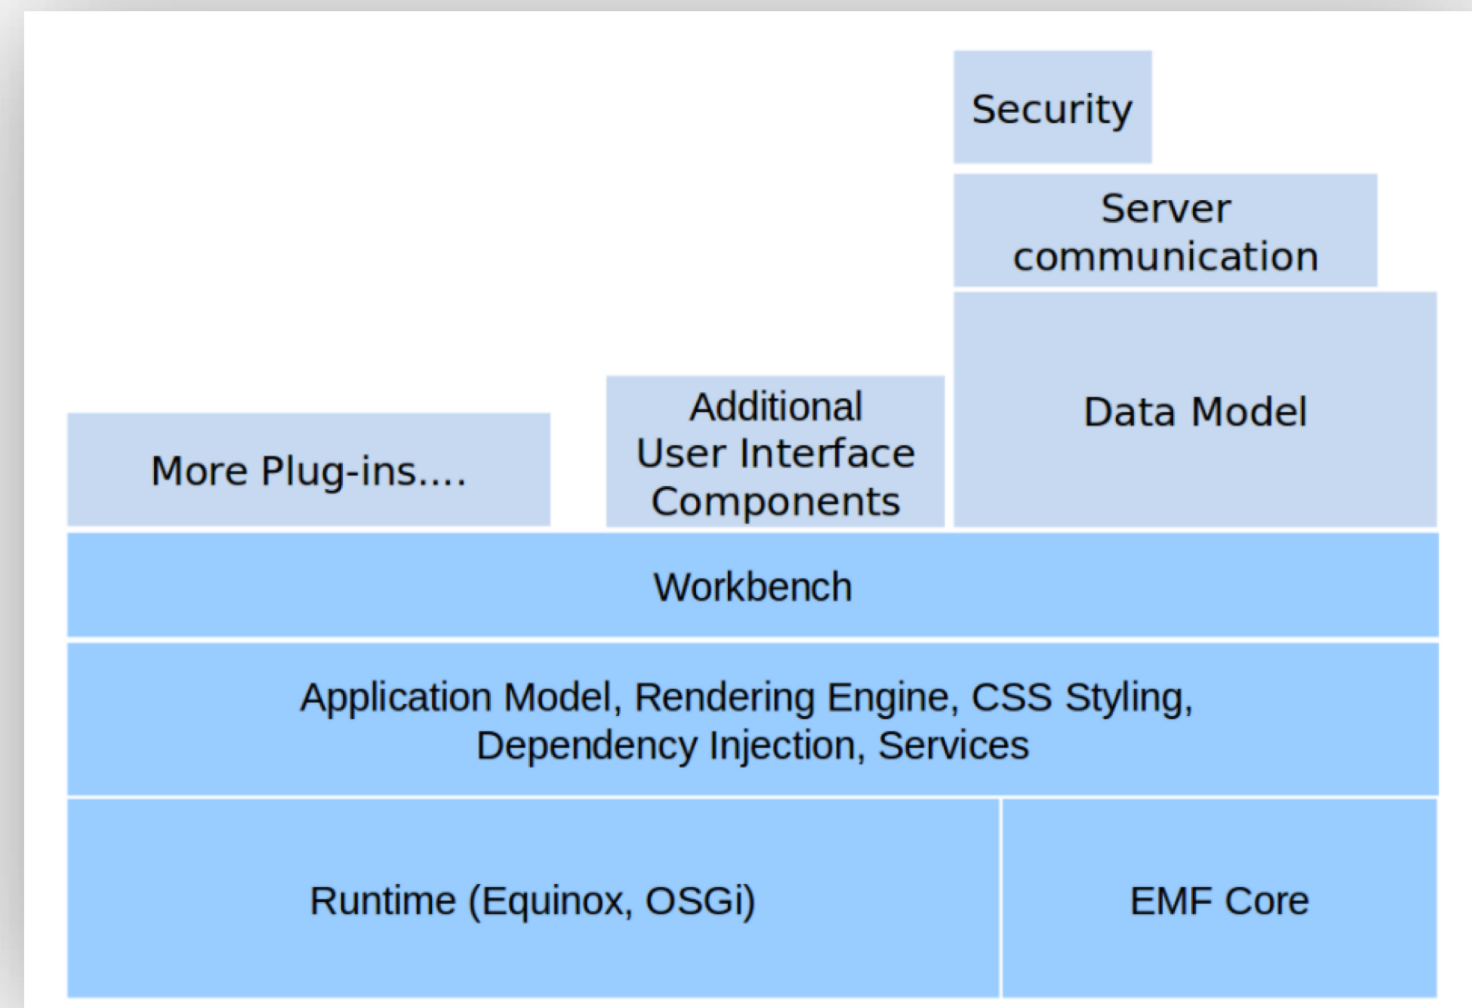 Security
Server
communication
Data Model
Additional
User Interface
Components
More Plug-ins....
Workbench
Application Model, Rendering Engine, CSS Styling,
Dependency Injection, Services
Runtime (Equinox, OSGi)
EMF Core